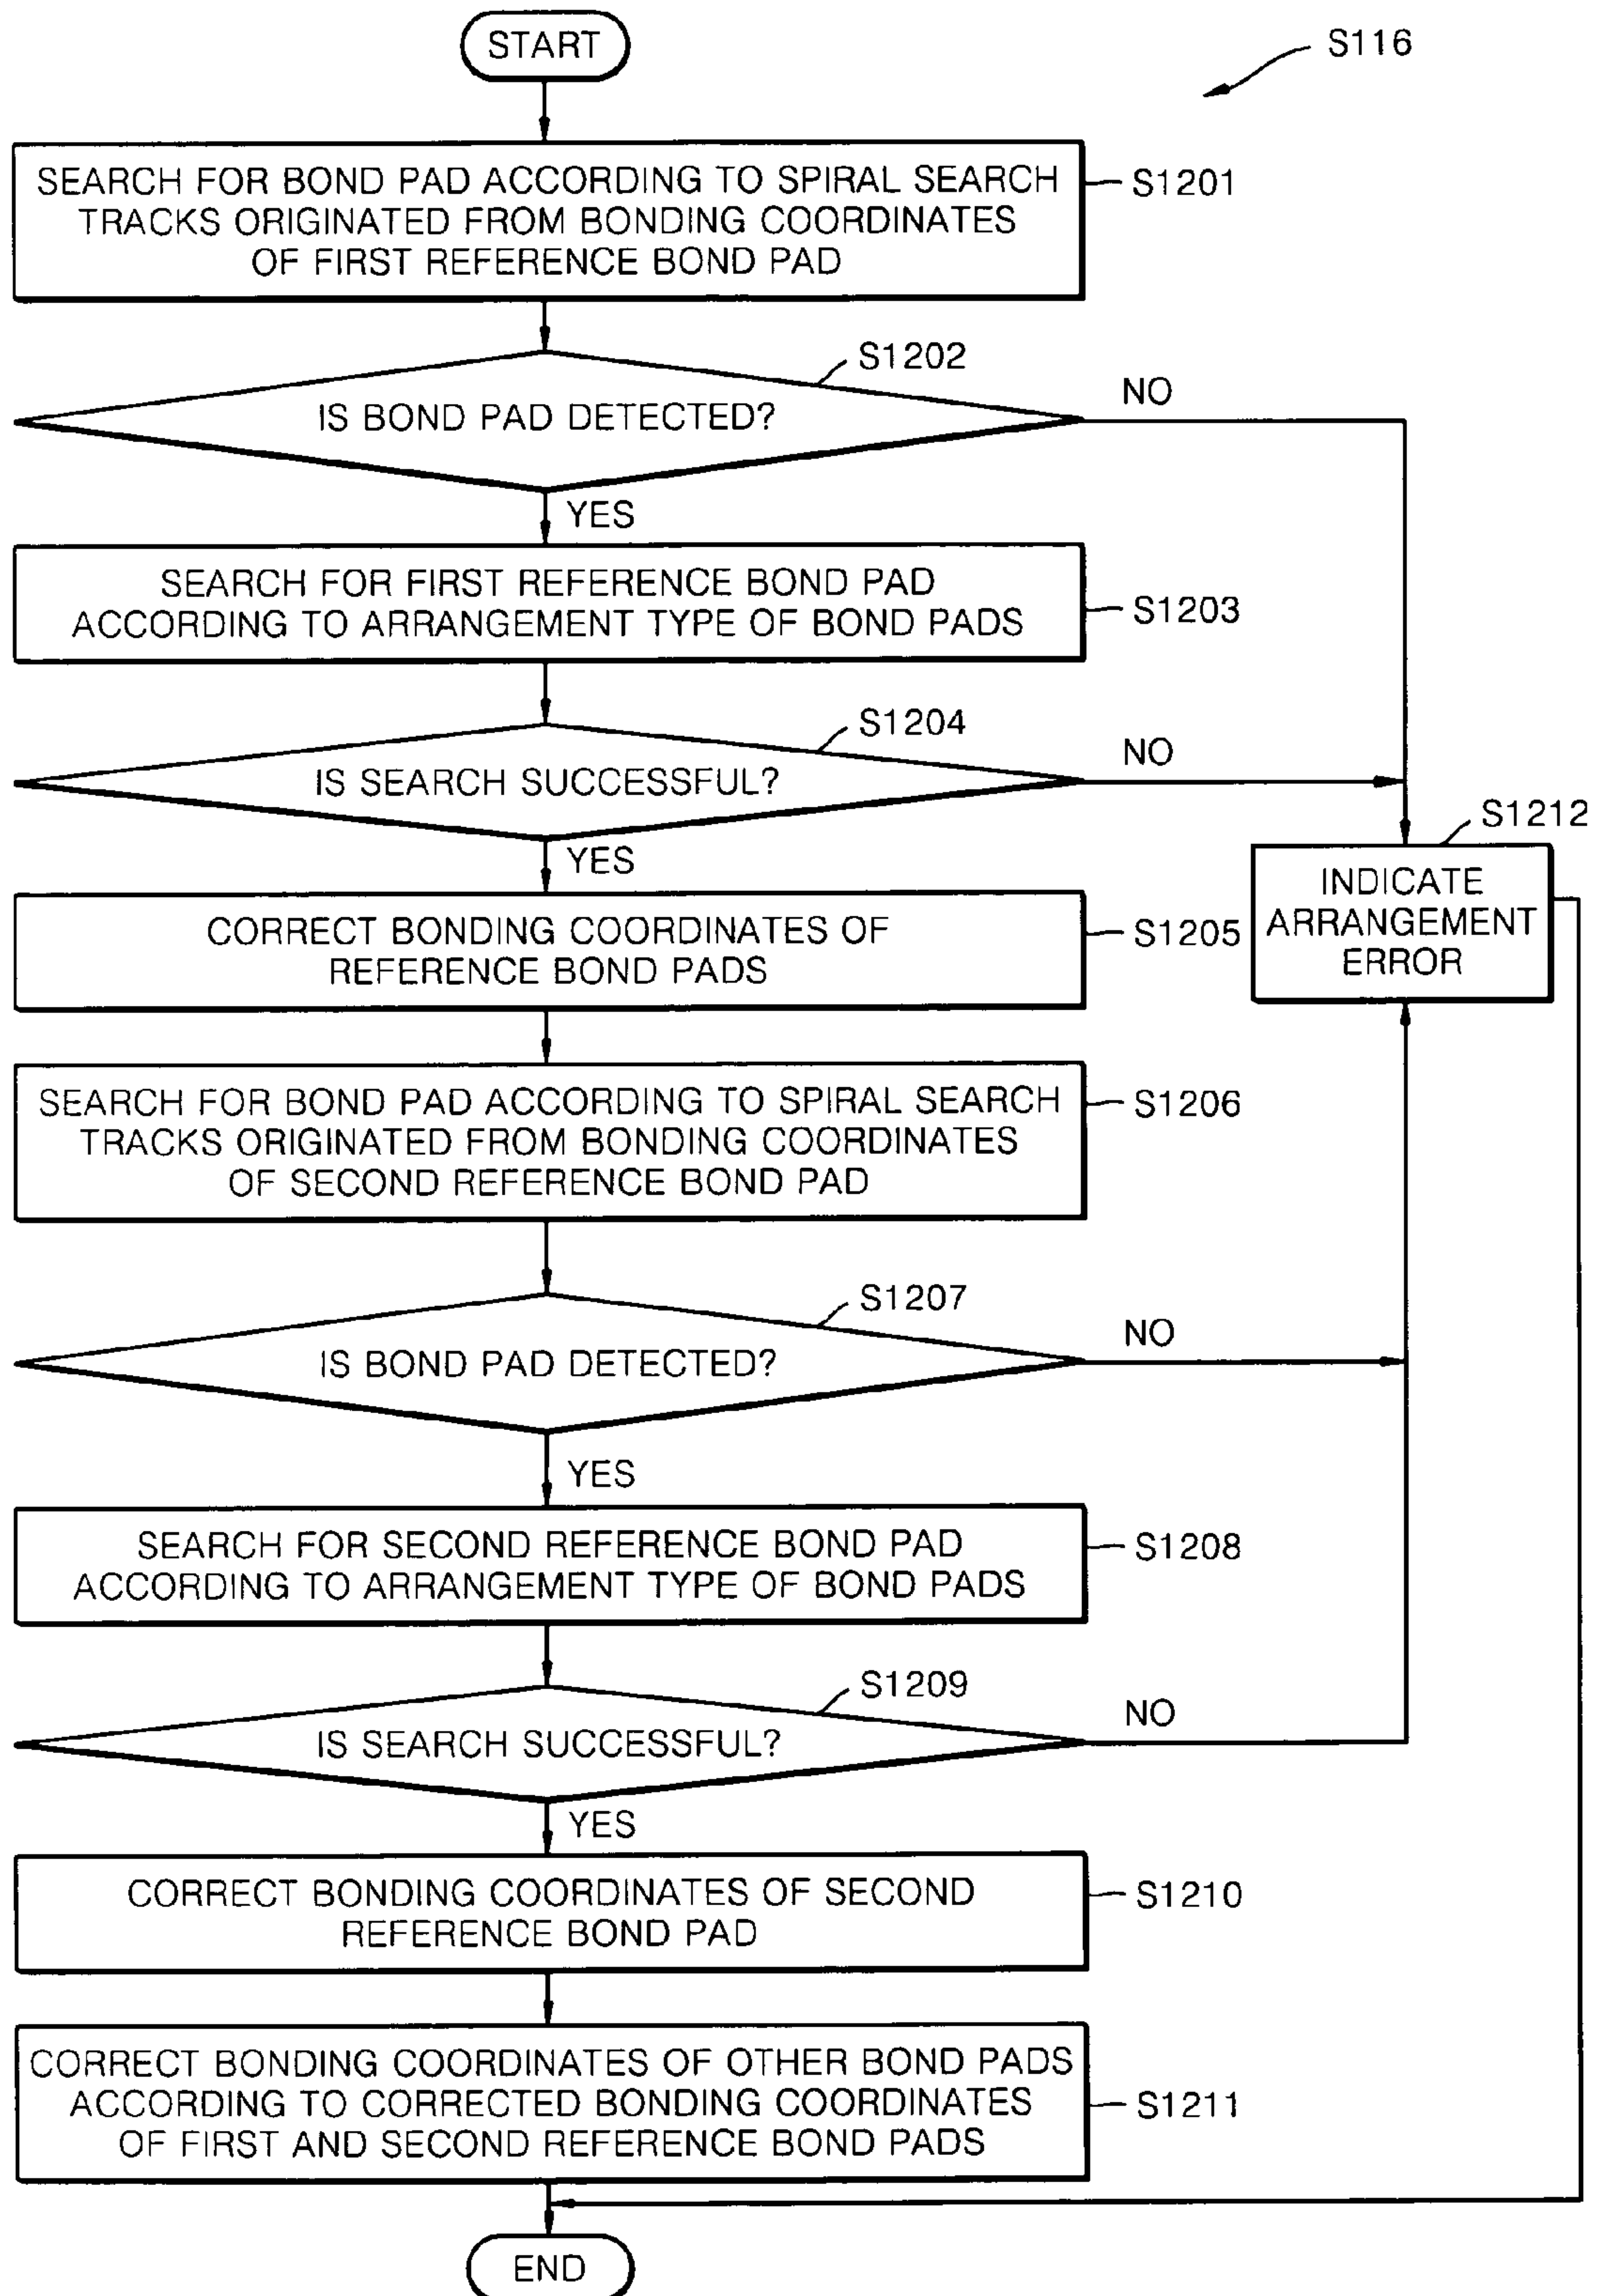 START
S116
SEARCH FOR BOND PAD ACCORDING TO SPIRAL SEARCH
TRACKS ORIGINATED FROM BONDING COORDINATES
OF FIRST REFERENCE BOND PAD
S1201
S1202
IS BOND PAD DETECTED?
NO
YES
SEARCH FOR FIRST REFERENCE BOND PAD
ACCORDING TO ARRANGEMENT TYPE OF BOND PADS
S1203
S1204
IS SEARCH SUCCESSFUL?
NO
YES
S1212
INDICATE
ARRANGEMENT
ERROR
CORRECT BONDING COORDINATES OF
REFERENCE BOND PADS
S1205
SEARCH FOR BOND PAD ACCORDING TO SPIRAL SEARCH
TRACKS ORIGINATED FROM BONDING COORDINATES
OF SECOND REFERENCE BOND PAD
S1206
S1207
IS BOND PAD DETECTED?
NO
YES
SEARCH FOR SECOND REFERENCE BOND PAD
ACCORDING TO ARRANGEMENT TYPE OF BOND PADS
S1208
S1209
IS SEARCH SUCCESSFUL?
NO
YES
CORRECT BONDING COORDINATES OF SECOND
REFERENCE BOND PAD
S1210
CORRECT BONDING COORDINATES OF OTHER BOND PADS
ACCORDING TO CORRECTED BONDING COORDINATES
OF FIRST AND SECOND REFERENCE BOND PADS
S1211
END